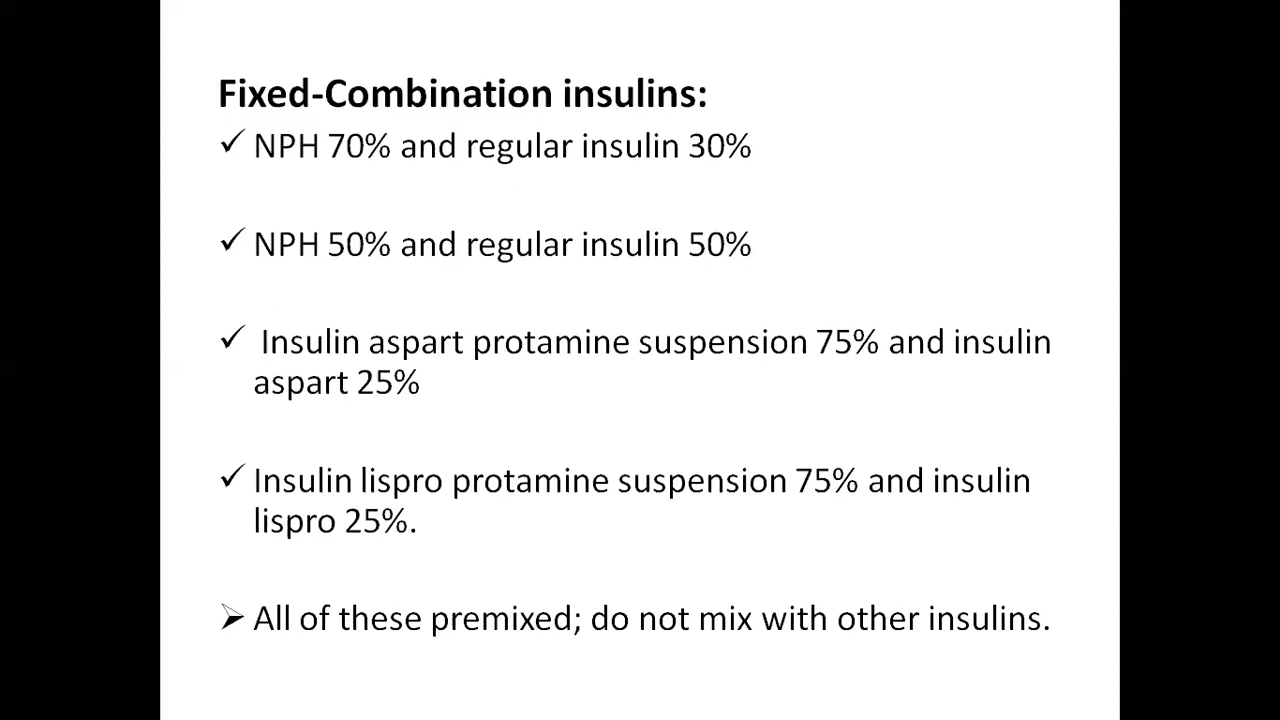 Fixed-Combination insulins:
✓ NPH 70% and regular insulin 30%
✓ NPH 50% and regular insulin 50%
✓ Insulin aspart protamine suspension 75% and insulin
aspart 25%
✓ Insulin lispro protamine suspension 75% and insulin
lispro 25%.
➢ All of these premixed; do not mix with other insulins.